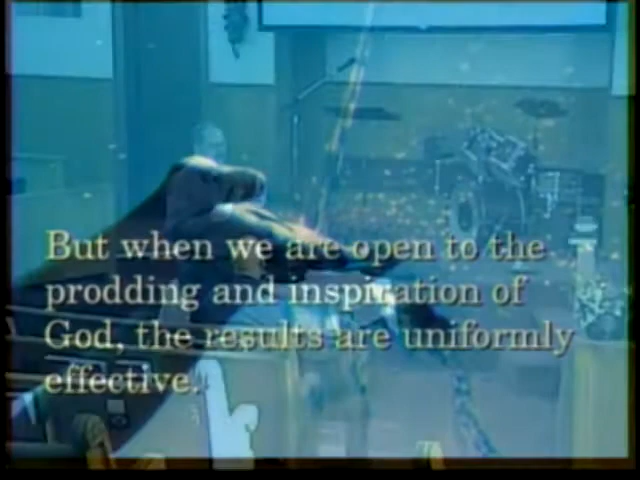 But when we are open to the
prodding and inspiration of
God, the results are uniformly
effective.